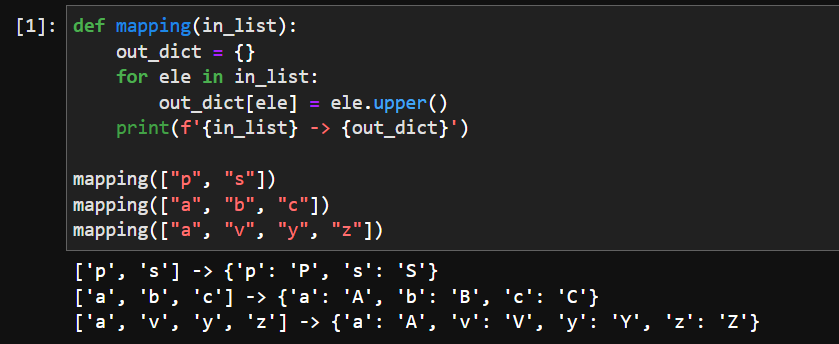 [1]: def mapping(in_list):
    out_dict = {}
    for ele in in_list:
        out_dict[ele] = ele.upper()
    print(f'{in_list} -> {out_dict}')

mapping(["p", "s"])
mapping(["a", "b", "c"])
mapping(["a", "v", "y", "z"])
['p', 's'] -> {'p': 'P', 's': 'S'}
['a', 'b', 'c'] -> {'a': 'A', 'b': 'B', 'c': 'C'}
['a', 'v', 'y', 'z'] -> {'a': 'A', 'v': 'V', 'y': 'Y', 'z': 'Z'}